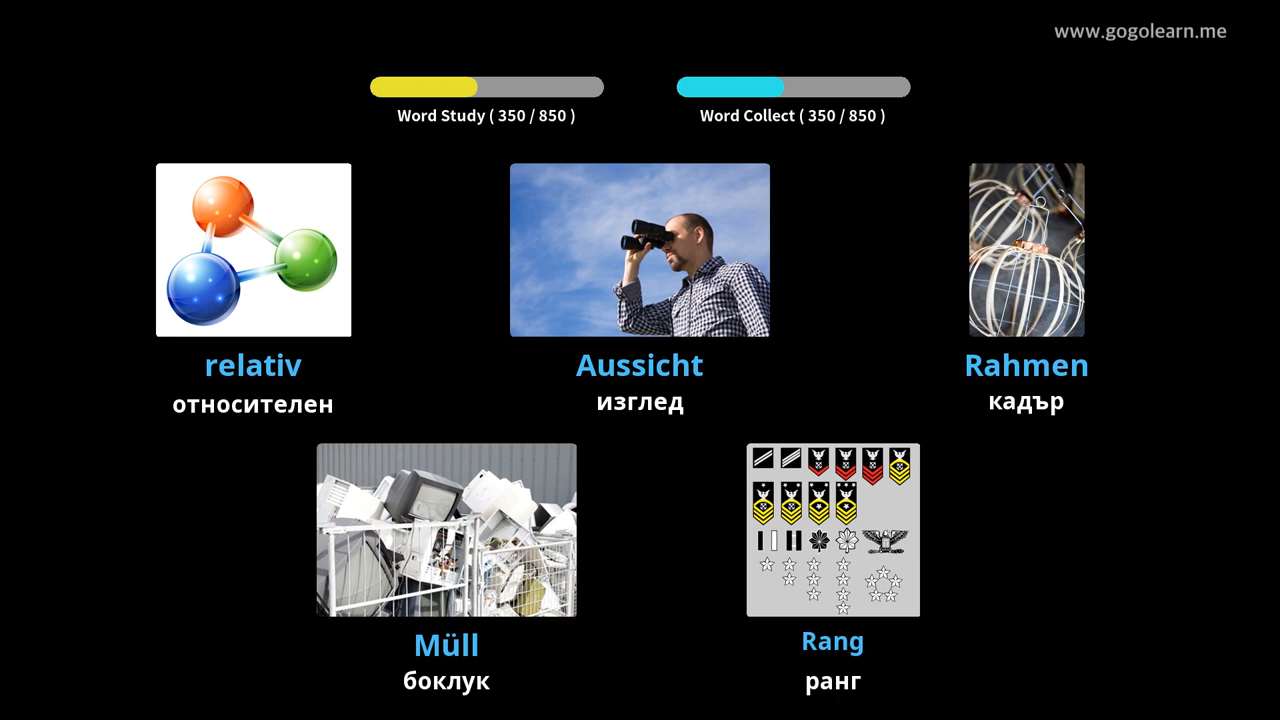 www.gogolearn.me
Word Study ( 350 / 850 )
Word Collect ( 350 / 850 )
relativ
Aussicht
Rahmen
относителен
изглед
кадър
Müll
Rang
боклук
ранг